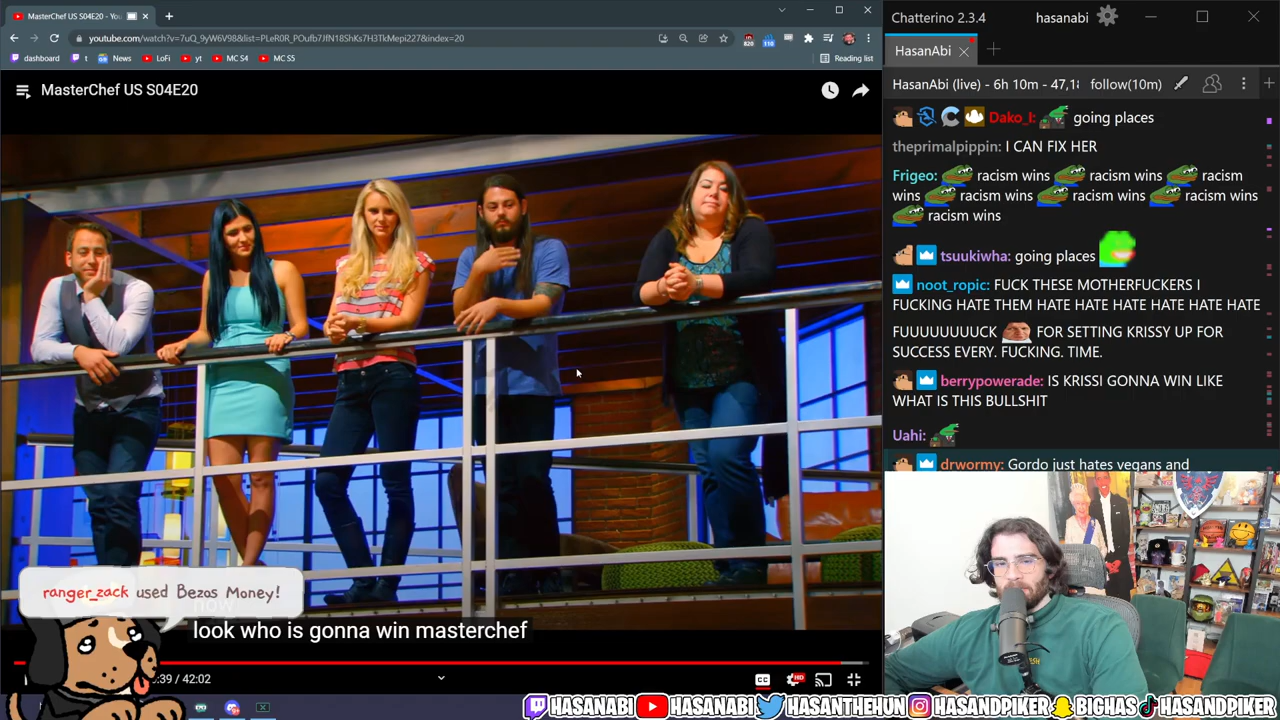 MasterChef US S04E20 - You
youtube.com/watch?v=7uQ_9yW6V98&list=PLeR0R_POufb7JfN18ShKs7H3TkMepi227&index=20
dashboard t News LoFi yt MC S4 MC S5 Reading list
MasterChef US S04E20
ranger_zack used Bezos Money!
now
look who is gonna win masterchef
:39 / 42:02
CC
HD
Chatterino 2.3.4 hasanabi
HasanAbi
HasanAbi (live) - 6h 10m - 47,18 follow(10m)
Dako_I: going places
theprimalpippin: I CAN FIX HER
Frigeo: racism wins racism wins racism
wins racism wins racism wins racism wins
racism wins
tsuukiwha: going places
noot_ropic: FUCK THESE MOTHERFUCKERS I
FUCKING HATE THEM HATE HATE HATE HATE HATE
FUUUUUUUUCK FOR SETTING KRISSY UP FOR
SUCCESS EVERY. FUCKING. TIME.
berrypowerade: IS KRISSI GONNA WIN LIKE
WHAT IS THIS BULLSHIT
Uahi:
drwormy: Gordo just hates vegans and
HASANABI HASANABI HASANTHEHUN HASANDPIKER BIGHAS HASANDPIKER